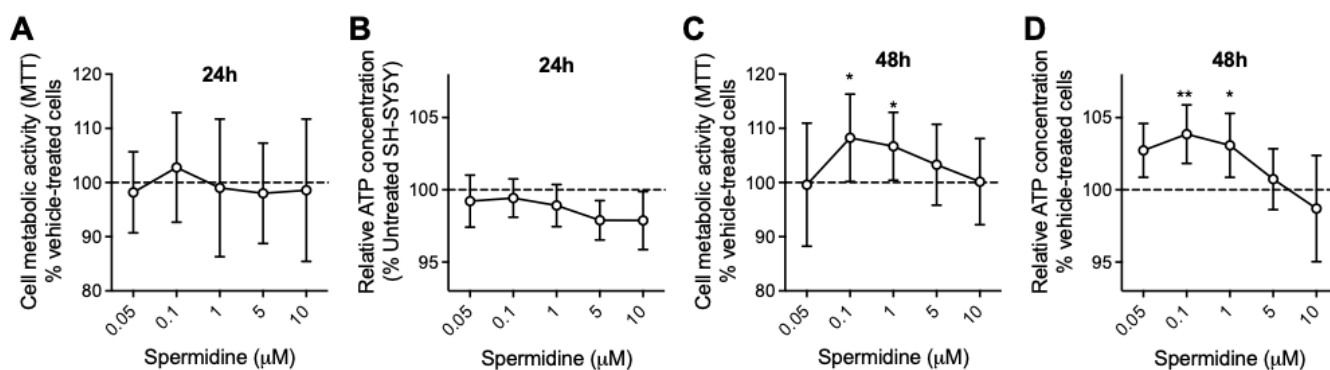 A
24h
Cell metabolic activity (MTT)
% vehicle-treated cells
120
110
100
90
80
0.05
0.1
1
5
10
Spermidine (μM)
B
24h
Relative ATP concentration
(% Untreated SH-SY5Y)
105
100
95
0.05
0.1
1
5
10
Spermidine (μM)
C
48h
Cell metabolic activity (MTT)
% vehicle-treated cells
120
110
100
90
80
*
*
0.05
0.1
1
5
10
Spermidine (μM)
D
48h
Relative ATP concentration
% vehicle-treated cells
105
100
95
**
*
0.05
0.1
1
5
10
Spermidine (μM)